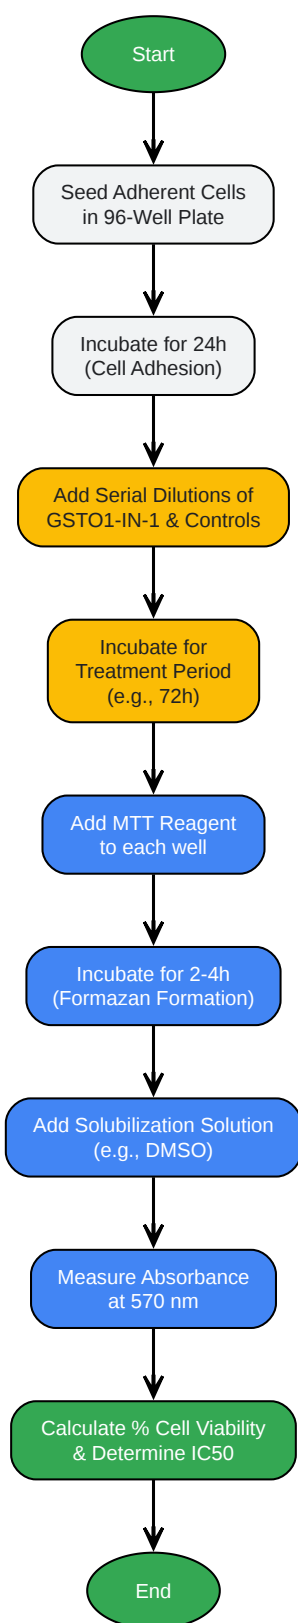 Start
Seed Adherent Cells
in 96-Well Plate
Incubate for 24h
(Cell Adhesion)
Add Serial Dilutions of
GSTO1-IN-1 & Controls
Incubate for
Treatment Period
(e.g., 72h)
Add MTT Reagent
to each well
Incubate for 2-4h
(Formazan Formation)
Add Solubilization Solution
(e.g., DMSO)
Measure Absorbance
at 570 nm
Calculate % Cell Viability
& Determine IC50
End